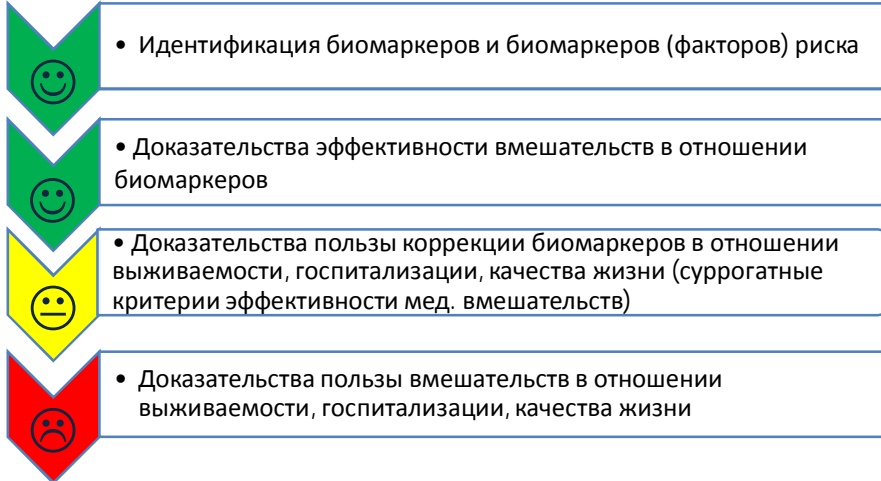 • Идентификация биомаркеров и биомаркеров (факторов) риска
• Доказательства эффективности вмешательств в отношении
биомаркеров
• Доказательства пользы коррекции биомаркеров в отношении
выживаемости, госпитализации, качества жизни (суррогатные
критерии эффективности мед. вмешательств)
• Доказательства пользы вмешательств в отношении
выживаемости, госпитализации, качества жизни